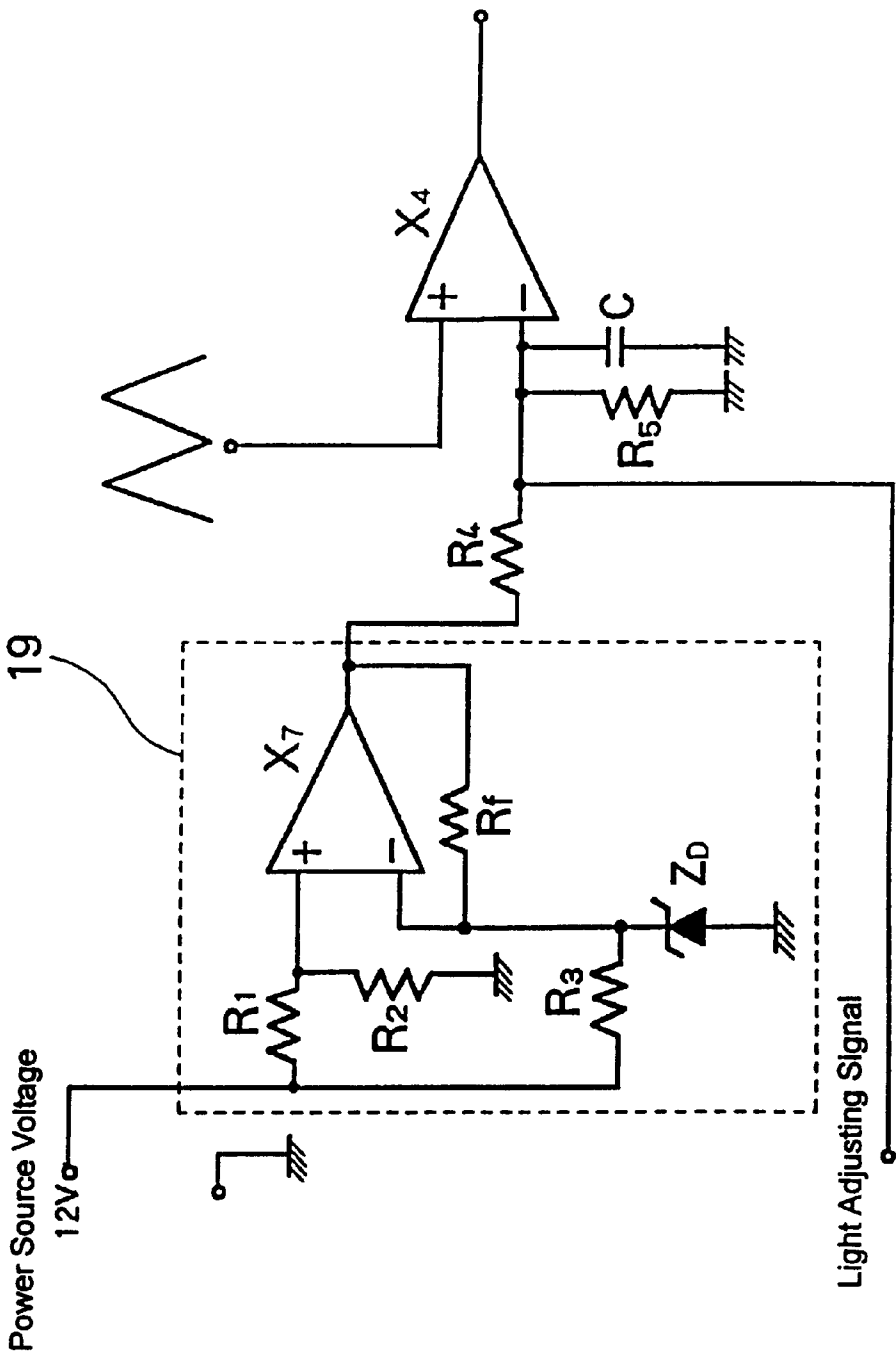 19
Power Source Voltage
12V
R1
R2
R3
X7
+
−
Rf
ZD
R4
R5
C
X4
+
−
Light Adjusting Signal